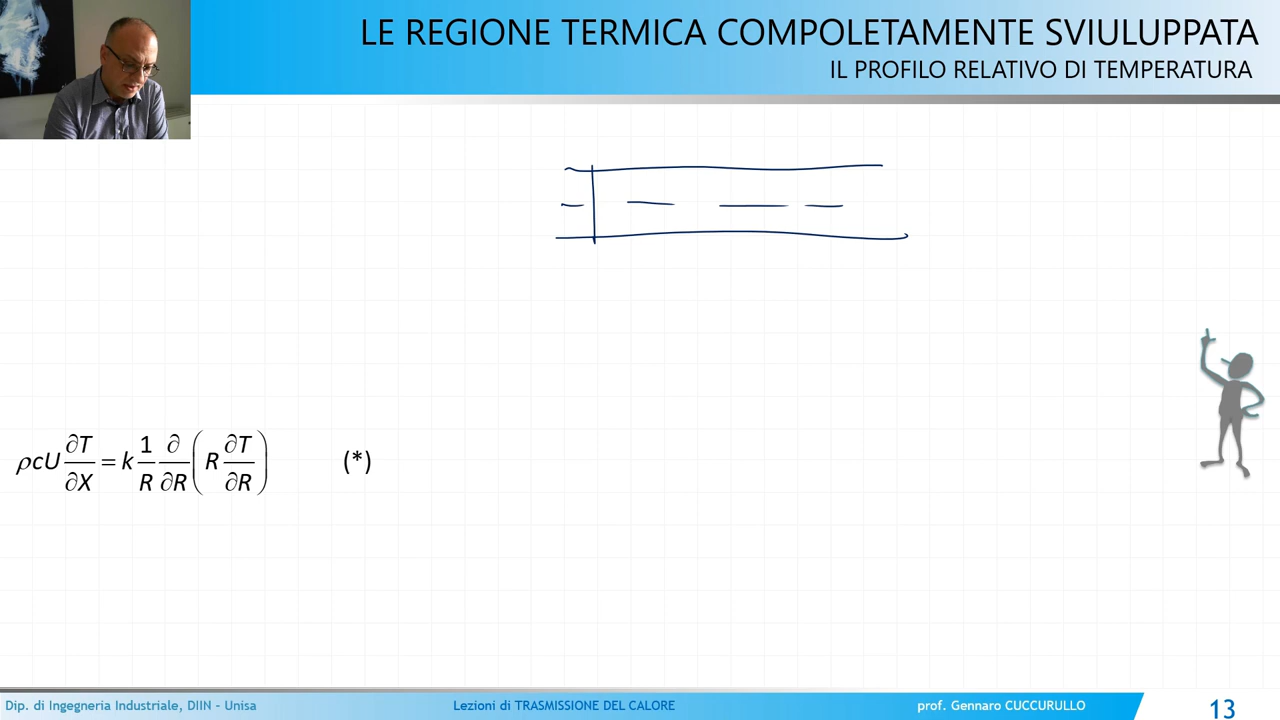 LE REGIONE TERMICA COMPOLETAMENTE SVIULUPPATA
IL PROFILO RELATIVO DI TEMPERATURA
ρcU ∂T/∂X = k 1/R ∂/∂R (R ∂T/∂R) (*)
Dip. di Ingegneria Industriale, DIIN - Unisa Lezioni di TRASMISSIONE DEL CALORE prof. Gennaro CUCCURULLO 13